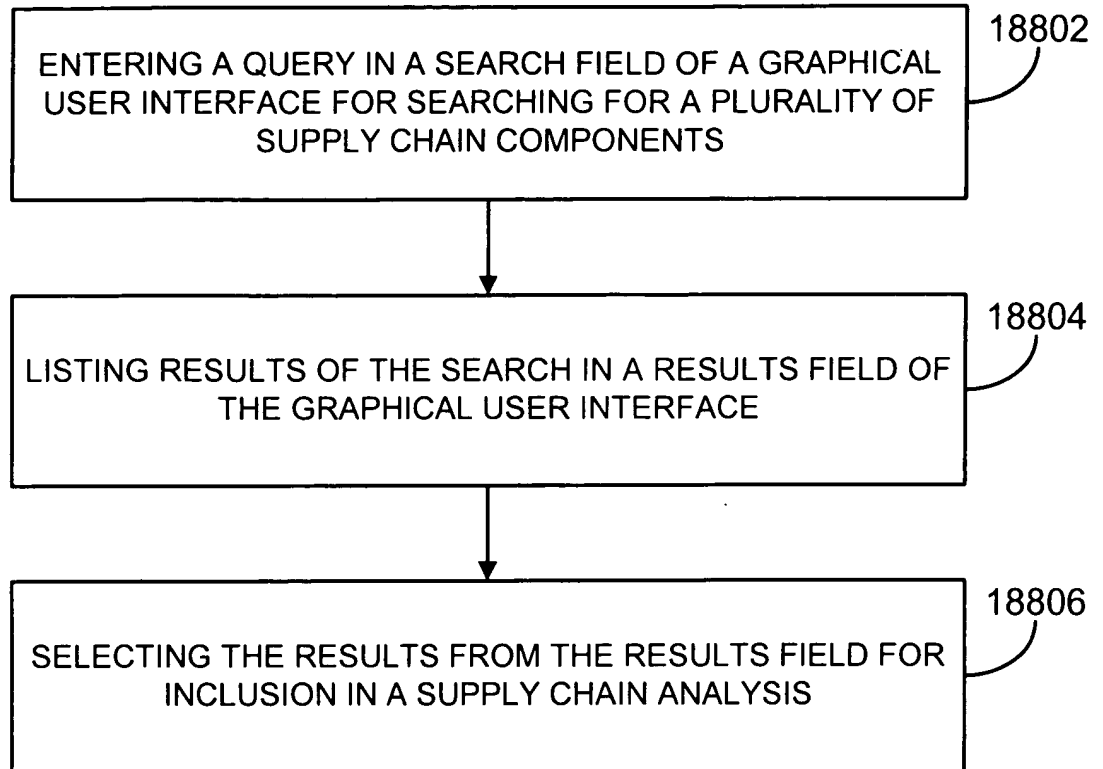 18802
ENTERING A QUERY IN A SEARCH FIELD OF A GRAPHICAL
USER INTERFACE FOR SEARCHING FOR A PLURALITY OF
SUPPLY CHAIN COMPONENTS
18804
LISTING RESULTS OF THE SEARCH IN A RESULTS FIELD OF
THE GRAPHICAL USER INTERFACE
18806
SELECTING THE RESULTS FROM THE RESULTS FIELD FOR
INCLUSION IN A SUPPLY CHAIN ANALYSIS